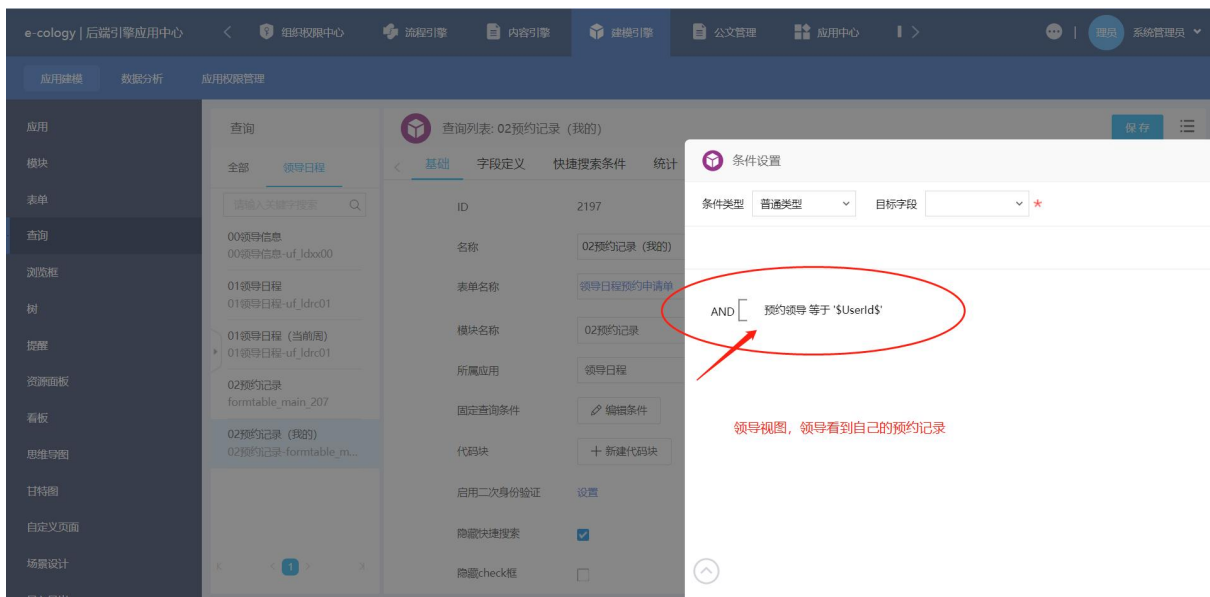 e-cology | 后端引擎应用中心
组织权限中心
流程引擎
内容引擎
建模引擎
公文管理
应用中心
理员
系统管理员
应用建模
数据分析
应用权限管理
应用
模块
表单
查询
浏览框
树
提醒
资源面板
看板
思维导图
甘特图
自定义页面
场景设计
查询
全部
领导日程
请输入关键字搜索
00领导信息
00领导信息-uf_ldxx00
01领导日程
01领导日程-uf_ldrc01
01领导日程 (当前周)
01领导日程-uf_ldrc01
02预约记录
formtable_main_207
02预约记录 (我的)
02预约记录-formtable_m...
1
查询列表: 02预约记录 (我的)
保存
基础
字段定义
快捷搜索条件
统计
ID
2197
名称
02预约记录 (我的)
表单名称
领导日程预约申请单
模块名称
02预约记录
所属应用
领导日程
固定查询条件
编辑条件
代码块
新建代码块
启用二次身份验证
设置
隐藏快捷搜索
隐藏check框
条件设置
条件类型
普通类型
目标字段
*
AND
预约领导 等于 '$UserId$'
领导视图，领导看到自己的预约记录